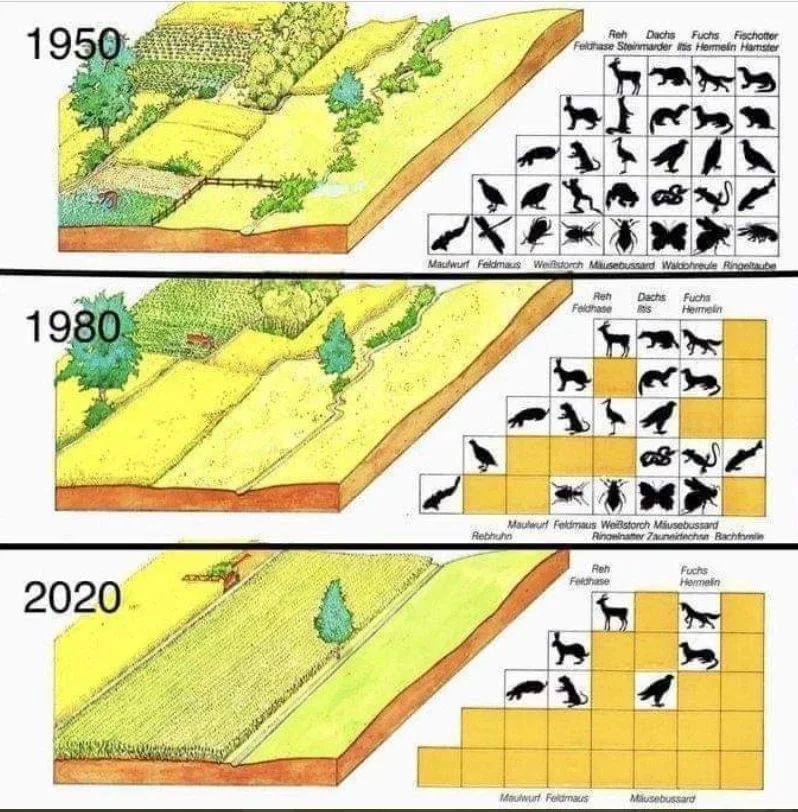 1950
Reh Dachs Fuchs Fischotter
Feldhase Steinmarder Iltis Hermelin Hamster
Maulwurf Feldmaus Weißstorch Mäusebussard Waldohreule Ringeltaube
1980
Reh Dachs Fuchs
Feldhase Iltis Hermelin
Maulwurf Feldmaus Weißstorch Mäusebussard
Rebhuhn Ringelnatter Zauneidechse Bachforelle
2020
Reh Fuchs
Feldhase Hermelin
Maulwurf Feldmaus Mäusebussard